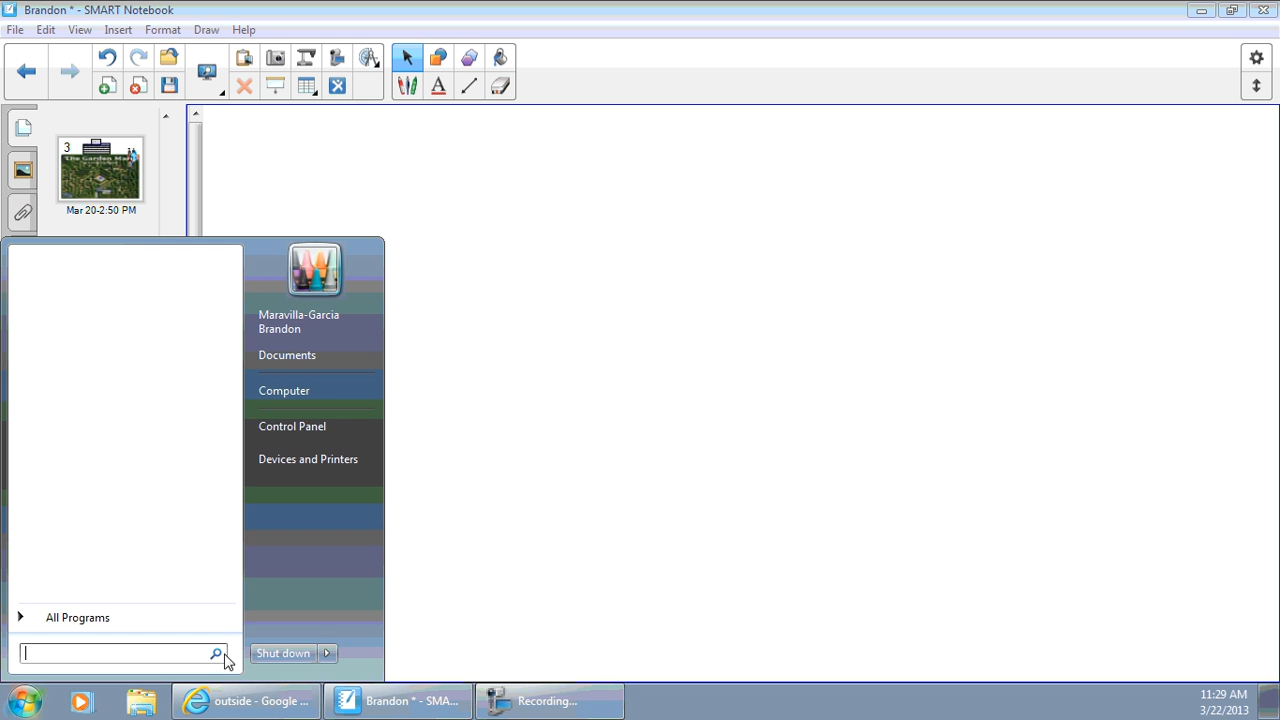 Brandon * - SMART Notebook
File Edit View Insert Format Draw Help
3
The Garden
Mar 20-2:50 PM
Maravilla-Garcia
Brandon
Documents
Computer
Control Panel
Devices and Printers
All Programs
Shut down
outside - Google ...
Brandon * - SMA...
Recording...
11:29 AM
3/22/2013